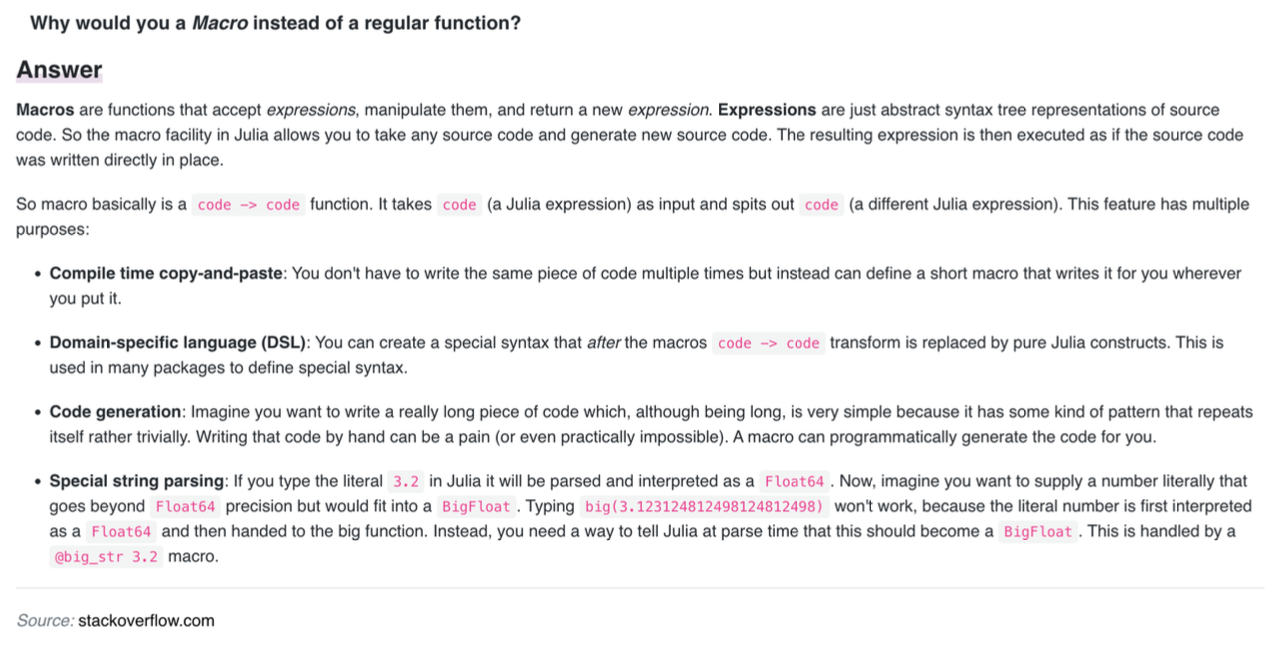 Why would you a Macro instead of a regular function?
Answer
Macros are functions that accept expressions, manipulate them, and return a new expression. Expressions are just abstract syntax tree representations of source
code. So the macro facility in Julia allows you to take any source code and generate new source code. The resulting expression is then executed as if the source code
was written directly in place.
So macro basically is a code -> code function. It takes code (a Julia expression) as input and spits out code (a different Julia expression). This feature has multiple
purposes:
• Compile time copy-and-paste: You don't have to write the same piece of code multiple times but instead can define a short macro that writes it for you wherever
you put it.
• Domain-specific language (DSL): You can create a special syntax that after the macros code -> code transform is replaced by pure Julia constructs. This is
used in many packages to define special syntax.
• Code generation: Imagine you want to write a really long piece of code which, although being long, is very simple because it has some kind of pattern that repeats
itself rather trivially. Writing that code by hand can be a pain (or even practically impossible). A macro can programmatically generate the code for you.
• Special string parsing: If you type the literal 3.2 in Julia it will be parsed and interpreted as a Float64 . Now, imagine you want to supply a number literally that
goes beyond Float64 precision but would fit into a BigFloat . Typing big(3.123124812498124812498) won't work, because the literal number is first interpreted
as a Float64 and then handed to the big function. Instead, you need a way to tell Julia at parse time that this should become a BigFloat . This is handled by a
@big_str 3.2 macro.
Source: stackoverflow.com